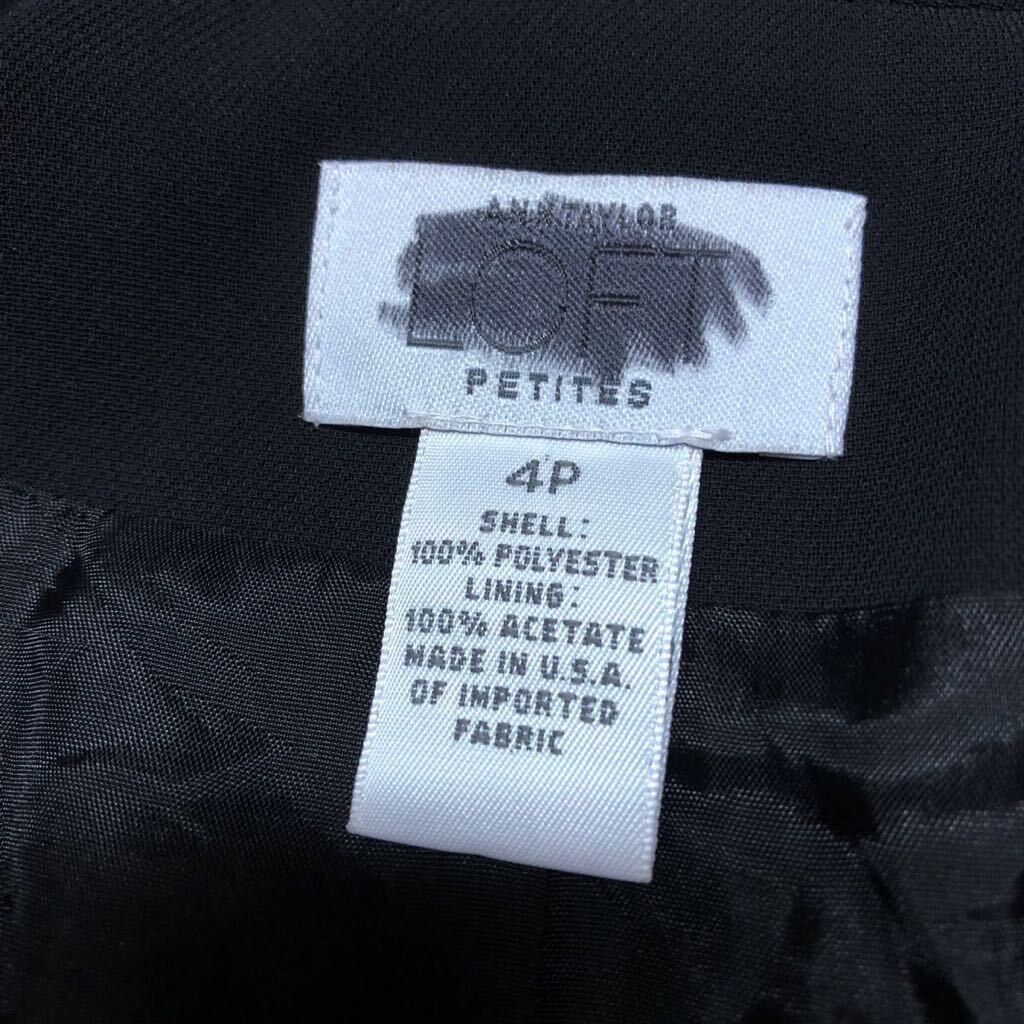 ANN TAYLOR
LOFT
PETITES
4P
SHELL:
100% POLYESTER
LINING:
100% ACETATE
MADE IN U.S.A.
OF IMPORTED
FABRIC